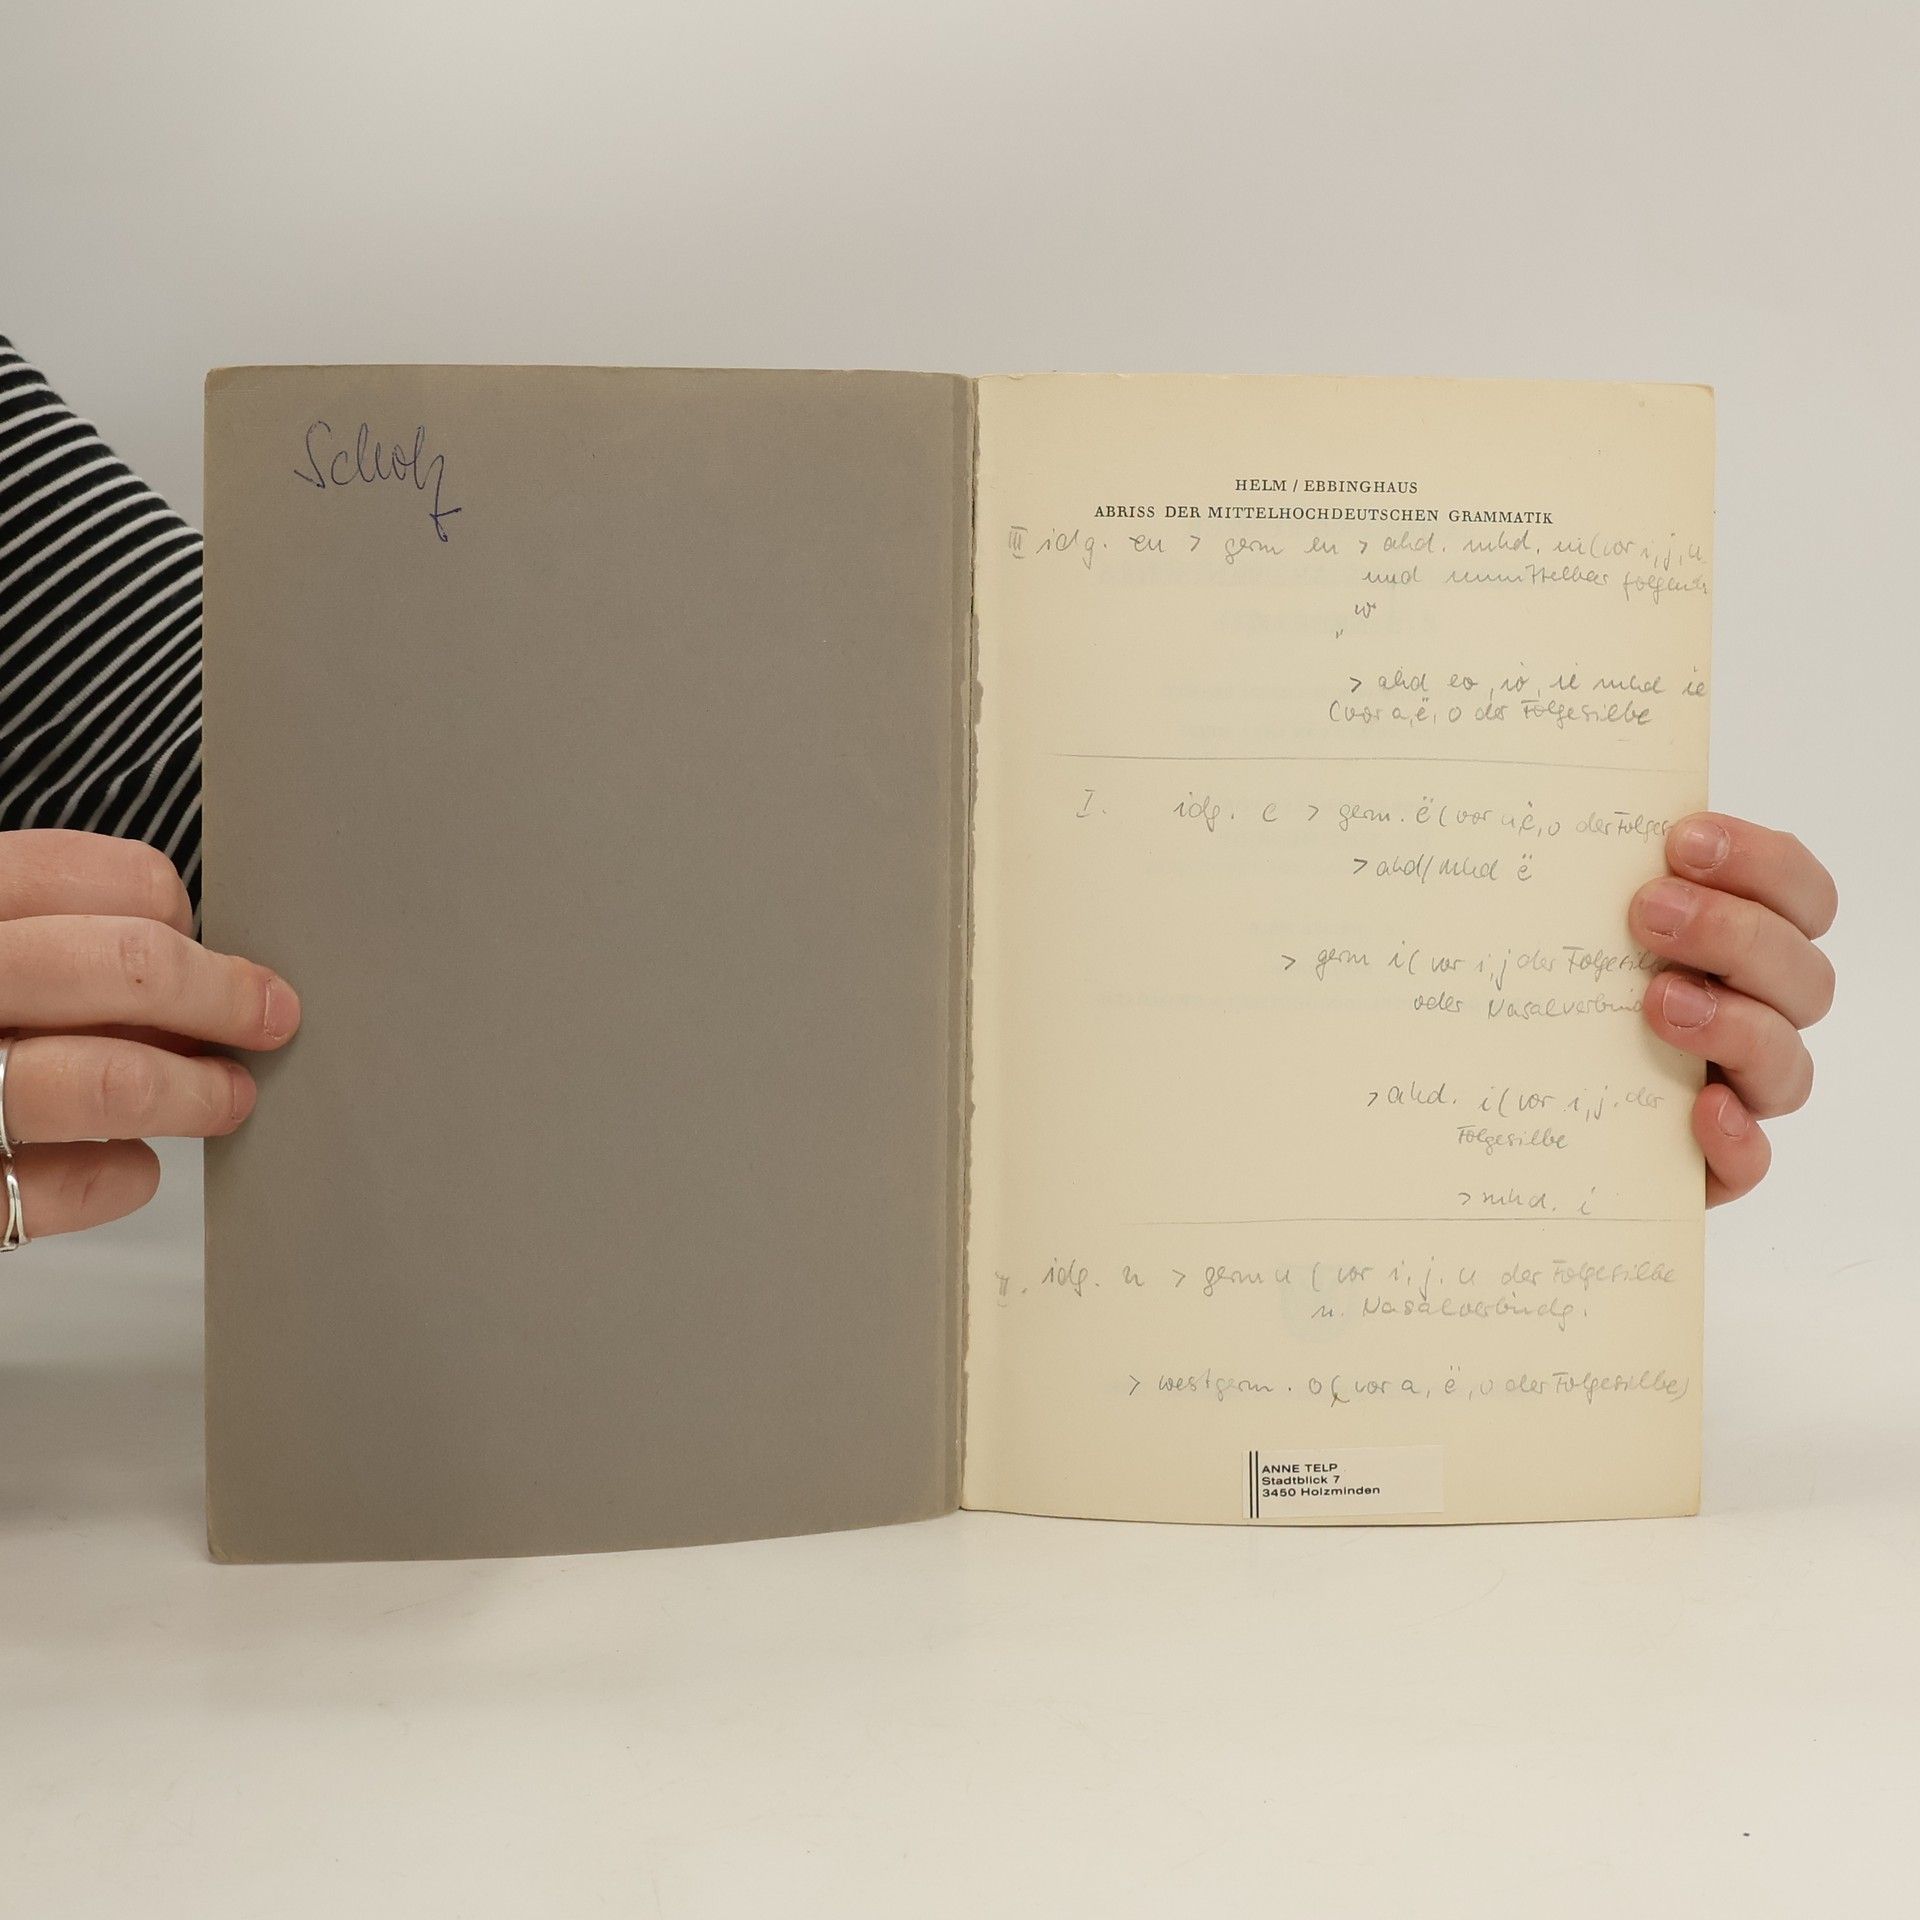 Scholz
HELM / EBBINGHAUS
ABRISS DER MITTELHOCHDEUTSCHEN GRAMMATIK
III idg. eu > germ eu > ahd. mhd. iu (vor i, j, u
und unmittelbar folgendes
"w"
> ahd eo, io, ie mhd ie
(vor a, ë, o der Folgesilbe
I. idg. e > germ. ë (vor a, ë, o der Folges
> ahd/mhd ë
> germ i (vor i, j der Folgesilb
oder Nasalverbind
> ahd. i (vor i, j. der
Folgesilbe
> mhd. i
II. idg. u > germ u (vor i, j, u der Folgesilbe
u. Nasalverbindg.
> westgerm. o (vor a, ë, o der Folgesilbe)
ANNE TELP
Stadtblick 7
3450 Holzminden